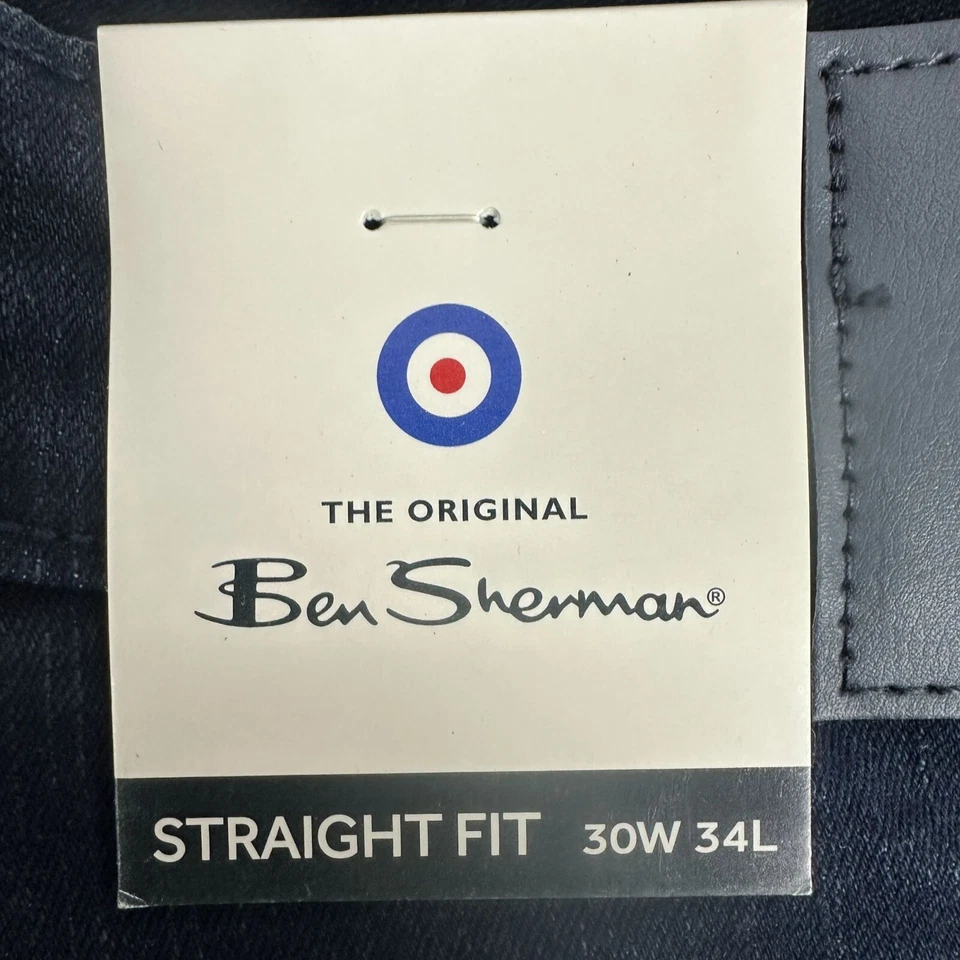 THE ORIGINAL
Ben Sherman®
STRAIGHT FIT 30W 34L